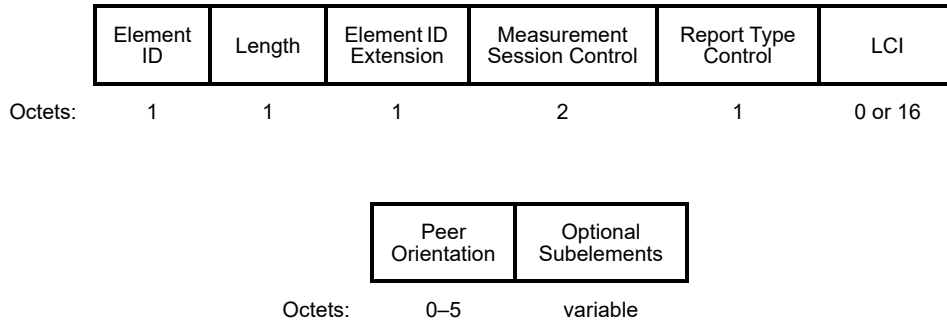 Element ID Length Element ID Extension Measurement Session Control Report Type Control LCI
Octets: 1 1 1 2 1 0 or 16
Peer Orientation Optional Subelements
Octets: 0–5 variable